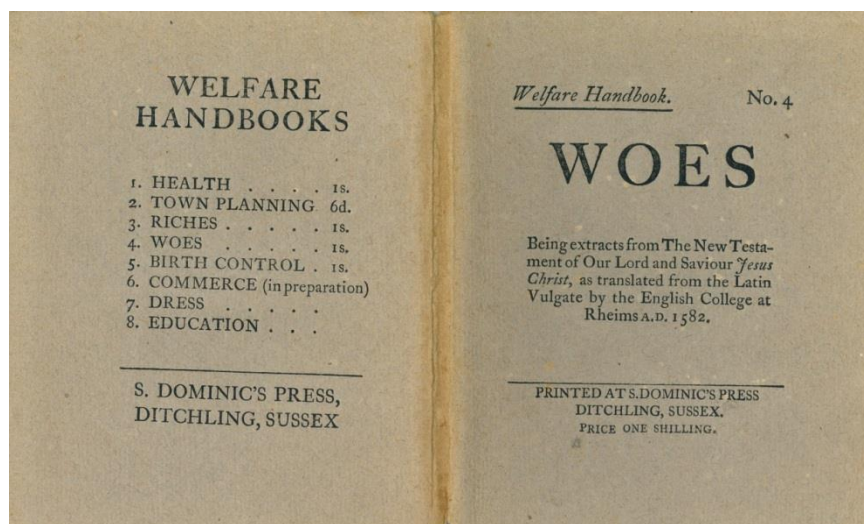 WELFARE
HANDBOOKS
1. HEALTH . . . . 1s.
2. TOWN PLANNING 6d.
3. RICHES . . . . . 1s.
4. WOES . . . . . 1s.
5. BIRTH CONTROL . 1s.
6. COMMERCE (in preparation)
7. DRESS . . . . .
8. EDUCATION . . .
S. DOMINIC'S PRESS,
DITCHLING, SUSSEX
Welfare Handbook. No. 4
WOES
Being extracts from The New Testa-
ment of Our Lord and Saviour Jesus
Christ, as translated from the Latin
Vulgate by the English College at
Rheims A.D. 1582.
PRINTED AT S.DOMINIC'S PRESS
DITCHLING, SUSSEX.
PRICE ONE SHILLING.